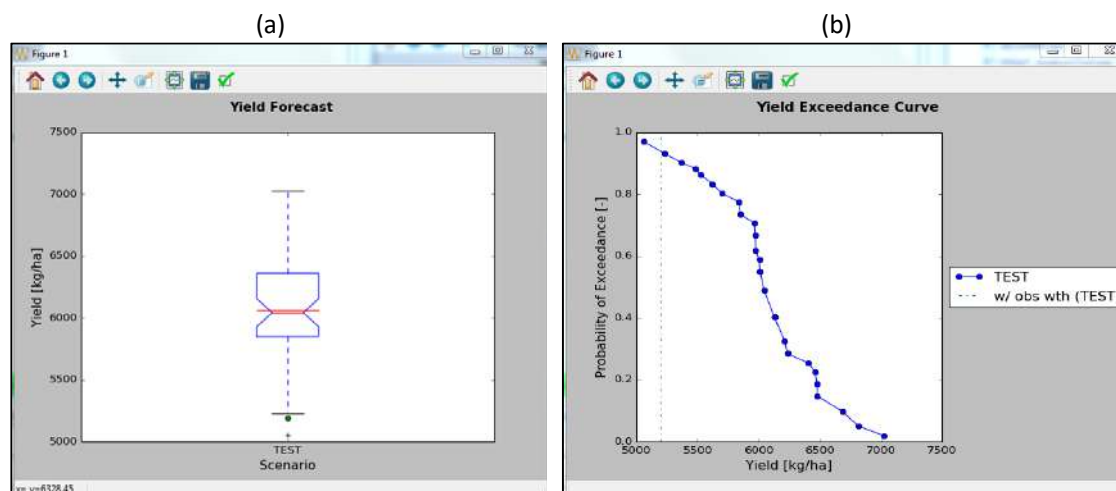 (a)
Figure 1
Yield Forecast
7500
7000
6500
6000
5500
5000
Yield [kg/ha]
TEST
Scenario
x= y=6328.45
(b)
Figure 1
Yield Exceedance Curve
1.0
0.8
0.6
0.4
0.2
0.0
Probability of Exceedance [-]
5000 5500 6000 6500 7000 7500
Yield [kg/ha]
TEST
w/ obs wth (TEST